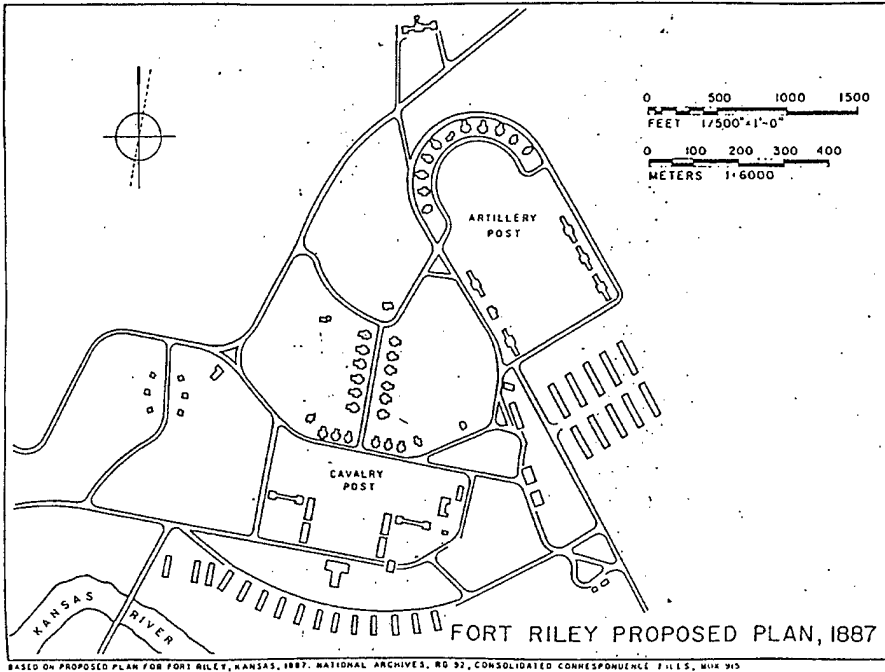 0 500 1000 1500
FEET 1/500"=1'-0"
0 100 200 300 400
METERS 1:6000
ARTILLERY
POST
CAVALRY
POST
KANSAS RIVER
FORT RILEY PROPOSED PLAN, 1887
BASED ON PROPOSED PLAN FOR FORT RILEY, KANSAS, 1887. NATIONAL ARCHIVES, RG 92, CONSOLIDATED CORRESPONDENCE FILES,